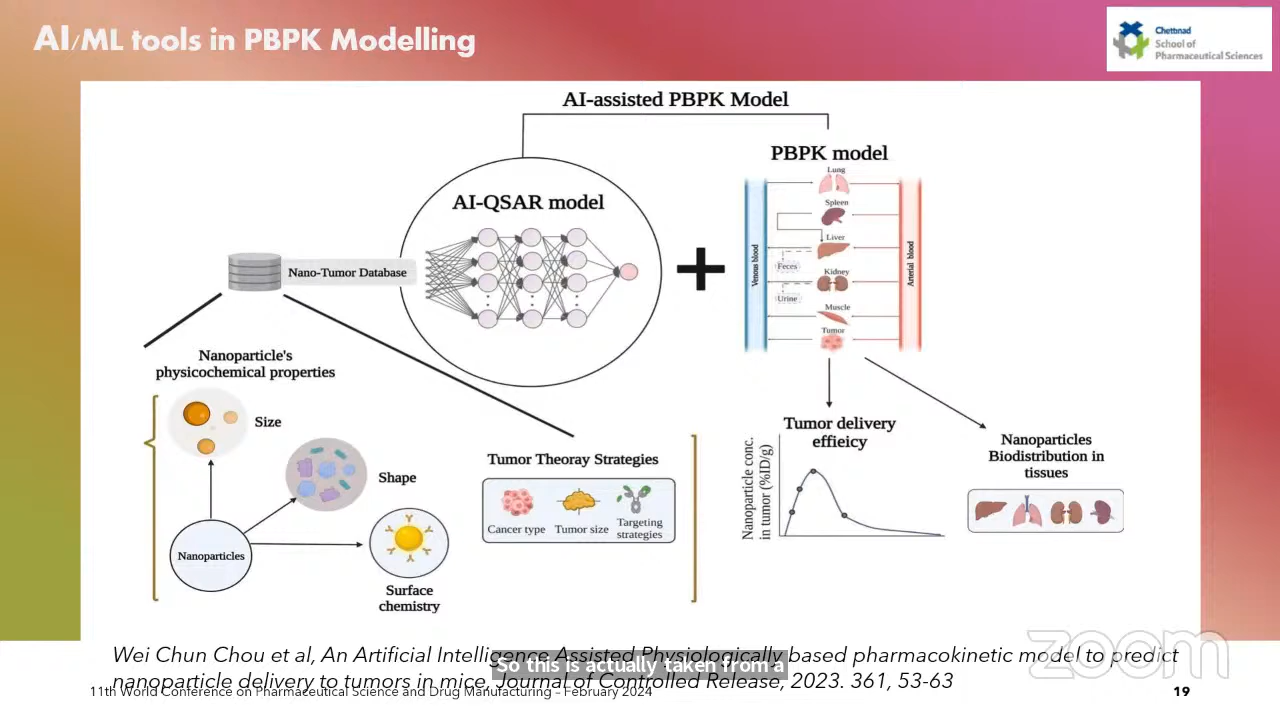 AI/ML tools in PBPK Modelling
Chettinad
School of
Pharmaceutical Sciences
AI-assisted PBPK Model
AI-QSAR model
PBPK model
Lung
Spleen
Liver
Feces
Kidney
Urine
Muscle
Tumor
Venous blood
Arterial blood
Nano-Tumor Database
Nanoparticle's
physicochemical properties
Size
Shape
Nanoparticles
Surface
chemistry
Tumor Theoray Strategies
Cancer type
Tumor size
Targeting
strategies
Tumor delivery
effieicy
Nanoparticle conc.
in tumor (%ID/g)
Nanoparticles
Biodistribution in
tissues
Wei Chun Chou et al, An Artificial Intelligence Assisted Physiologically based pharmacokinetic model to predict
nanoparticle delivery to tumors in mice. Journal of Controlled Release, 2023. 361, 53-63
So this is actually taken from a
11th World Conference on Pharmaceutical Science and Drug Manufacturing – February 2024
19
zoom